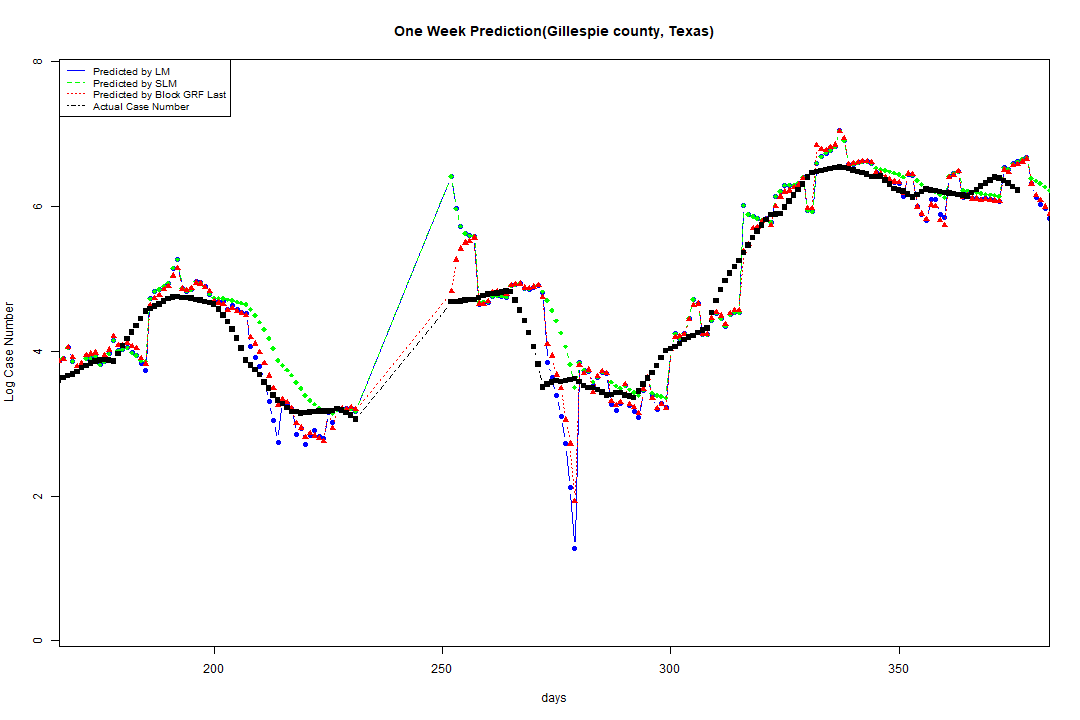 One Week Prediction(Gillespie county, Texas)
Predicted by LM
Predicted by SLM
Predicted by Block GRF Last
Actual Case Number
8
6
4
2
0
Log Case Number
200
250
300
350
days